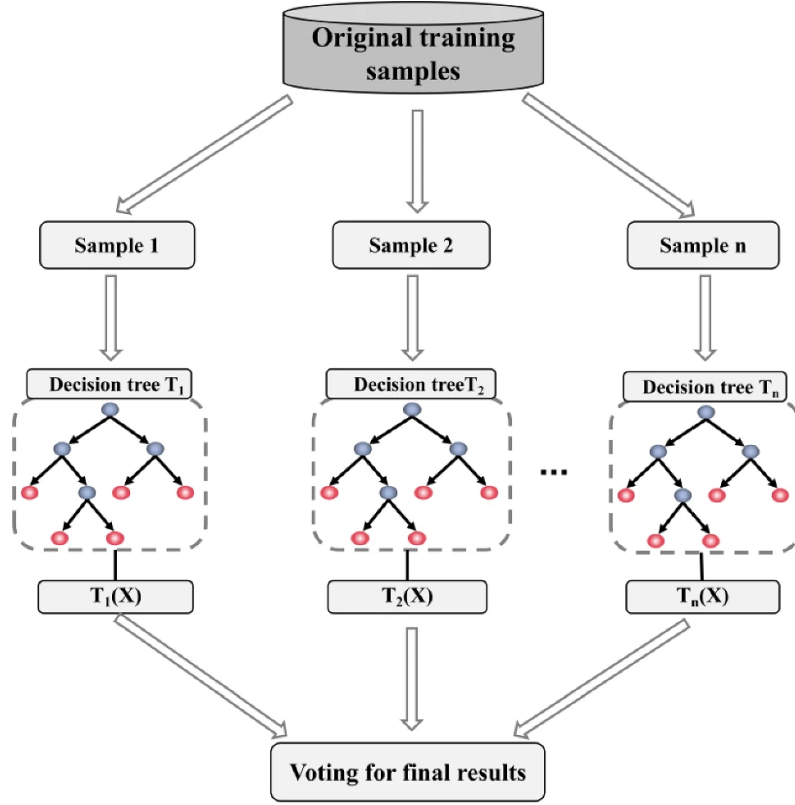 Original training
samples
Sample 1
Sample 2
Sample n
Decision tree T₁
Decision treeT₂
Decision tree Tₙ
...
T₁(X)
T₂(X)
Tₙ(X)
Voting for final results